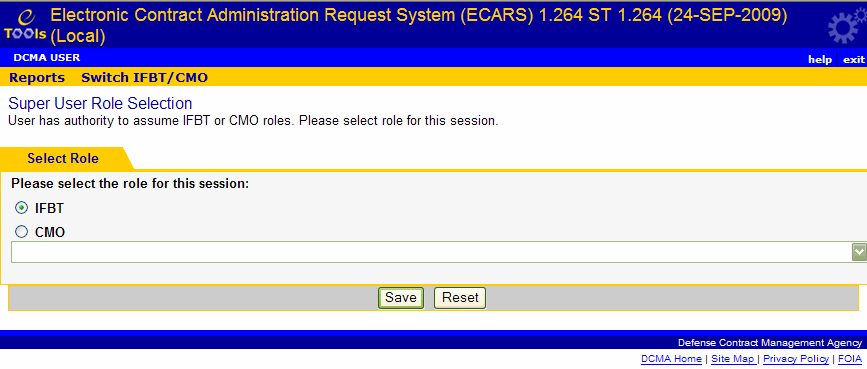 Electronic Contract Administration Request System (ECARS) 1.264 ST 1.264 (24-SEP-2009)
e TOOls (Local)
DCMA USER help exit
Reports Switch IFBT/CMO
Super User Role Selection
User has authority to assume IFBT or CMO roles. Please select role for this session.
Select Role
Please select the role for this session:
IFBT
CMO
Save Reset
Defense Contract Management Agency
DCMA Home | Site Map | Privacy Policy | FOIA